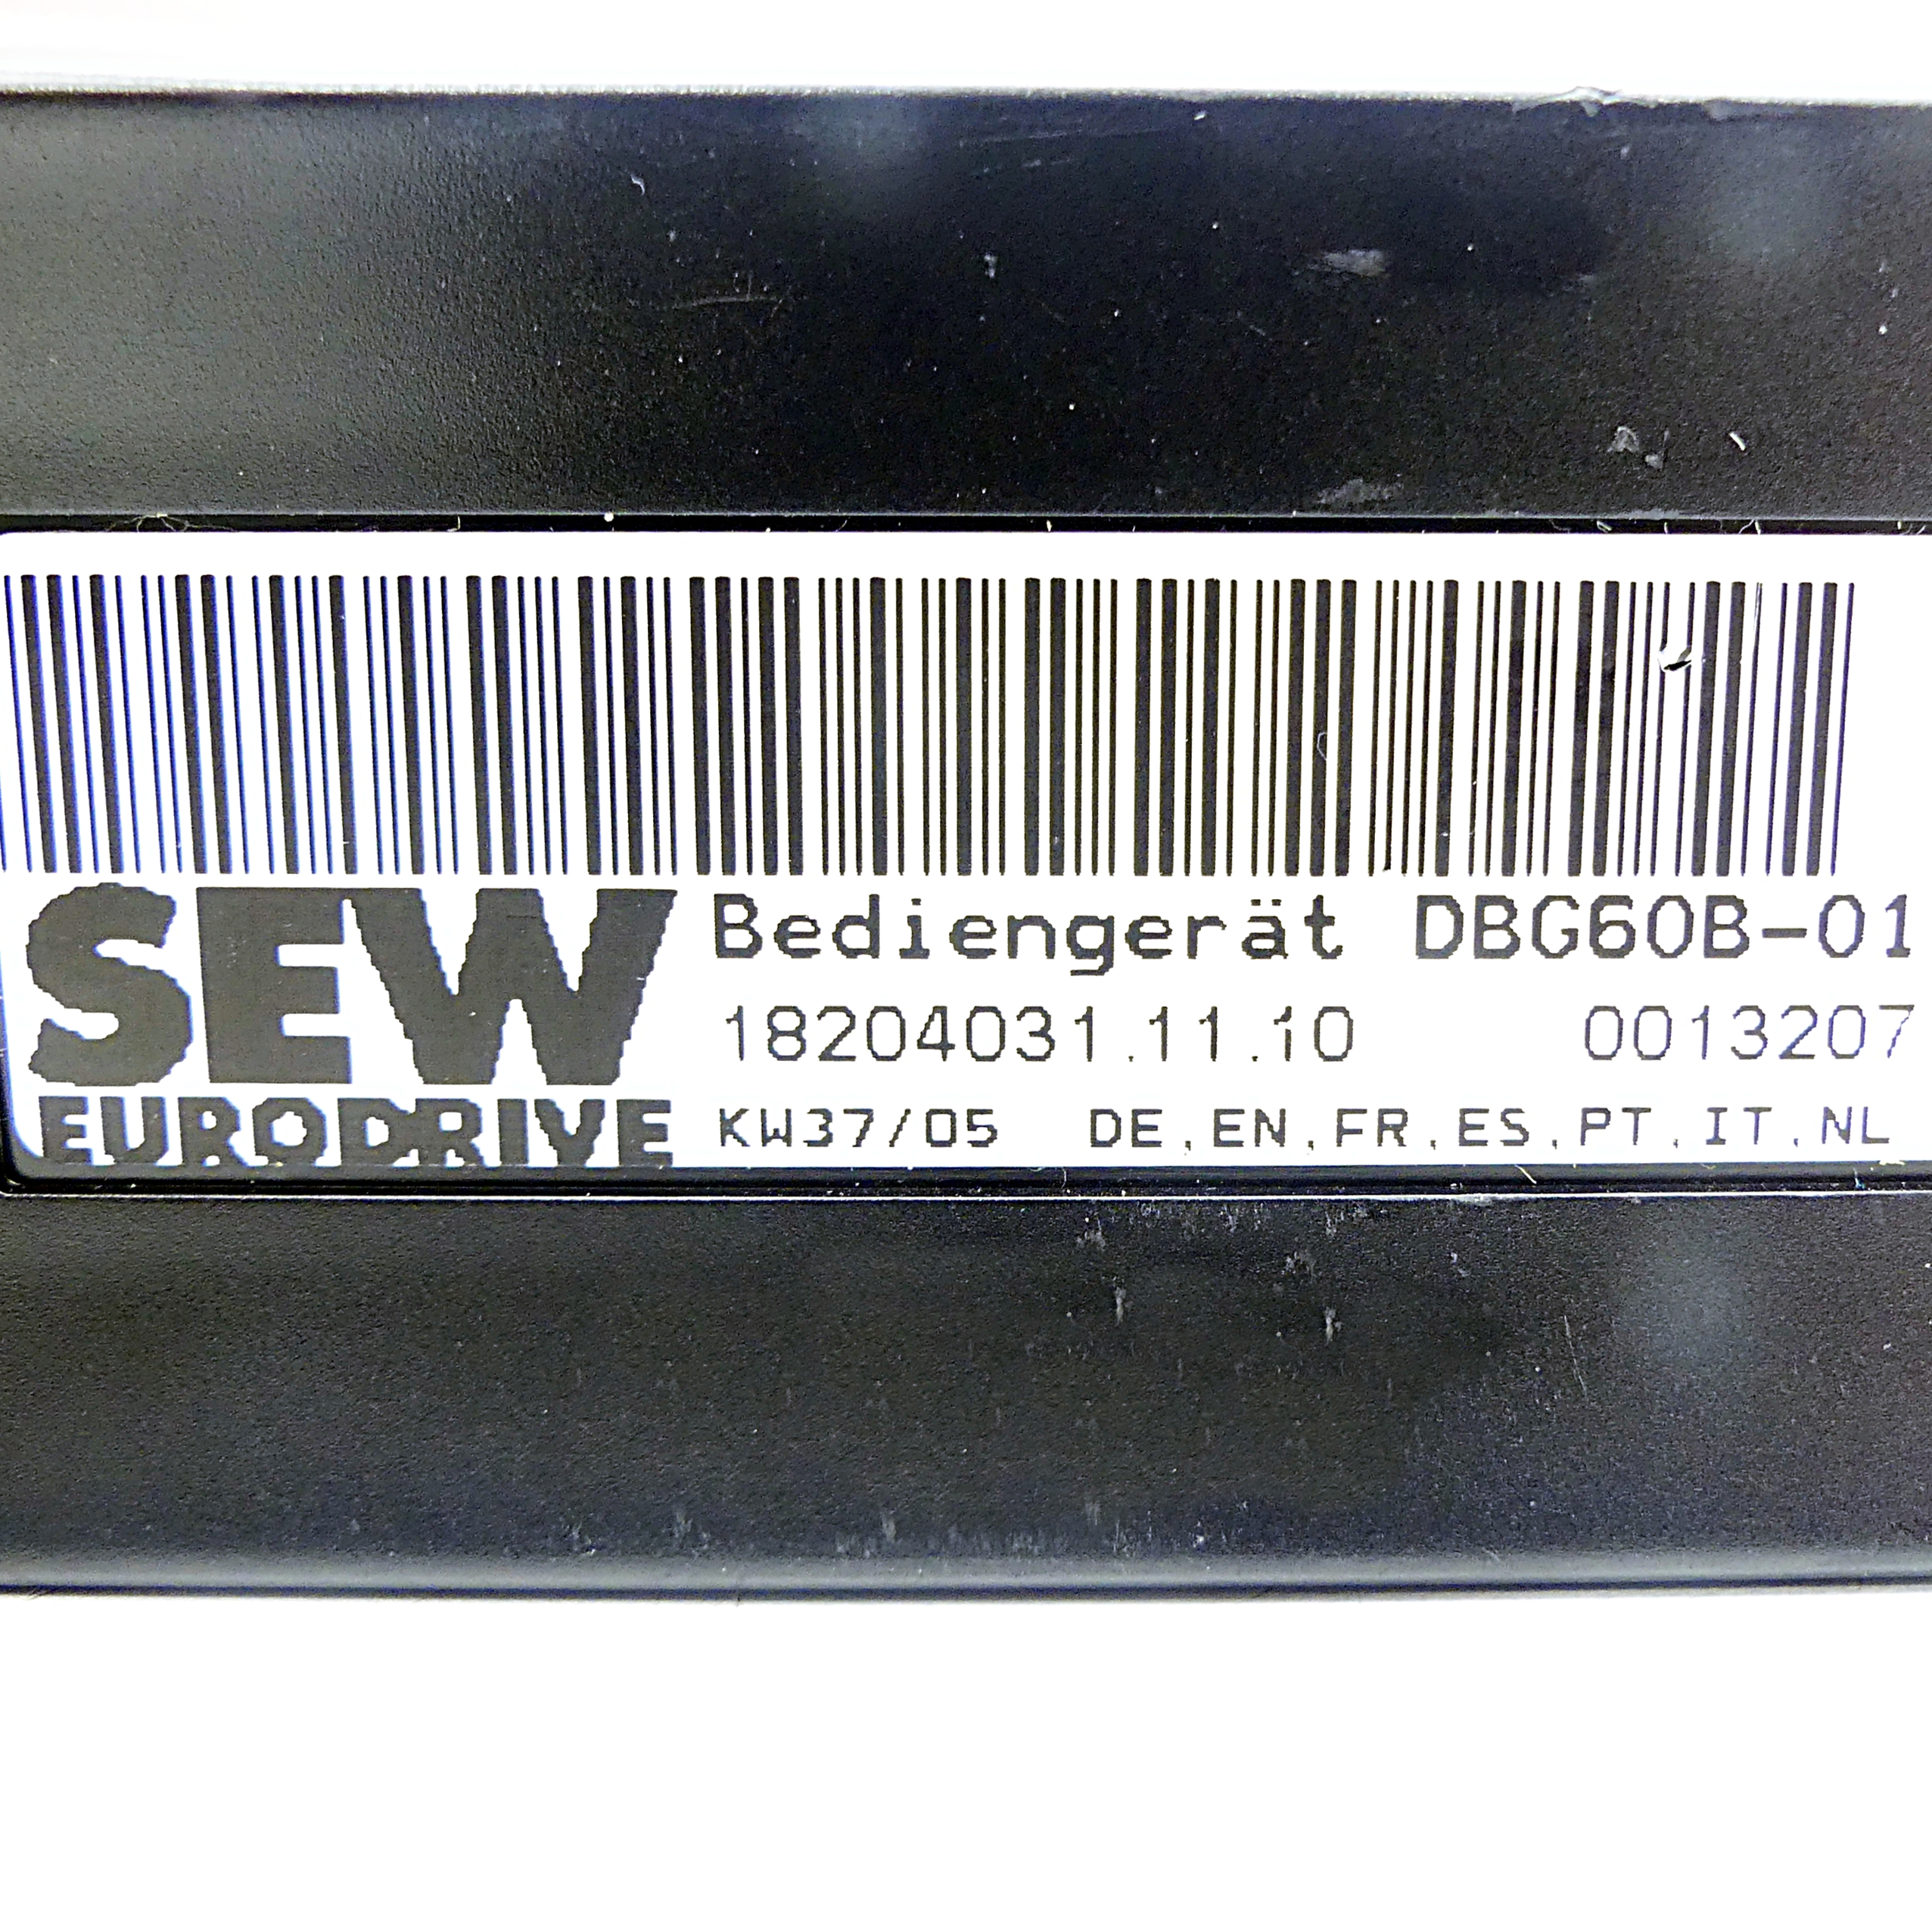 SEW
EURODRIVE
Bediengerät DBG60B-01
18204031.11.10 0013207
KW37/05 DE,EN,FR,ES,PT,IT,NL